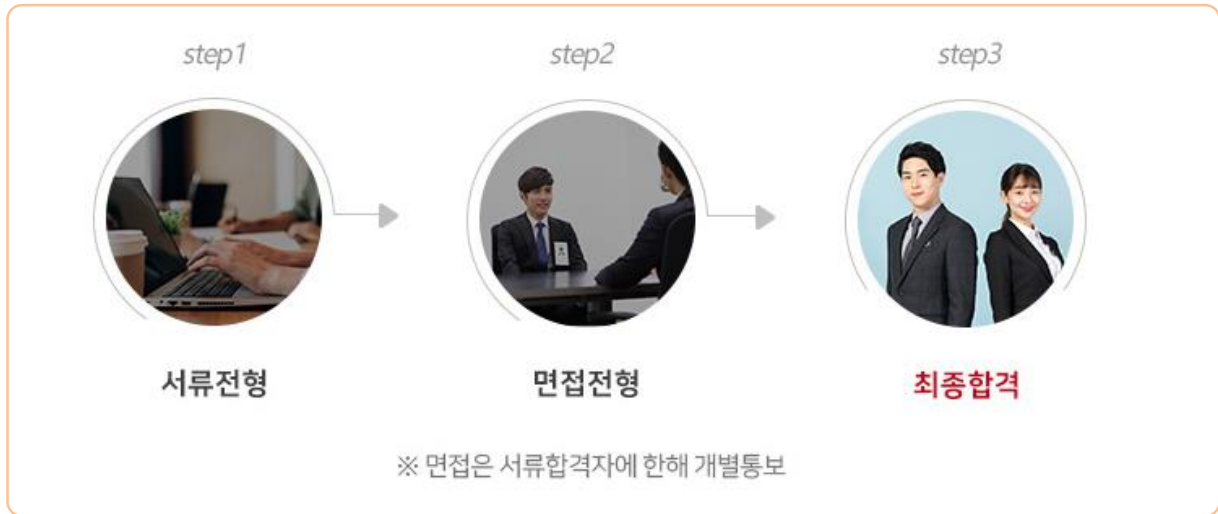 step1
step2
step3
서류전형
면접전형
최종합격
※ 면접은 서류합격자에 한해 개별통보